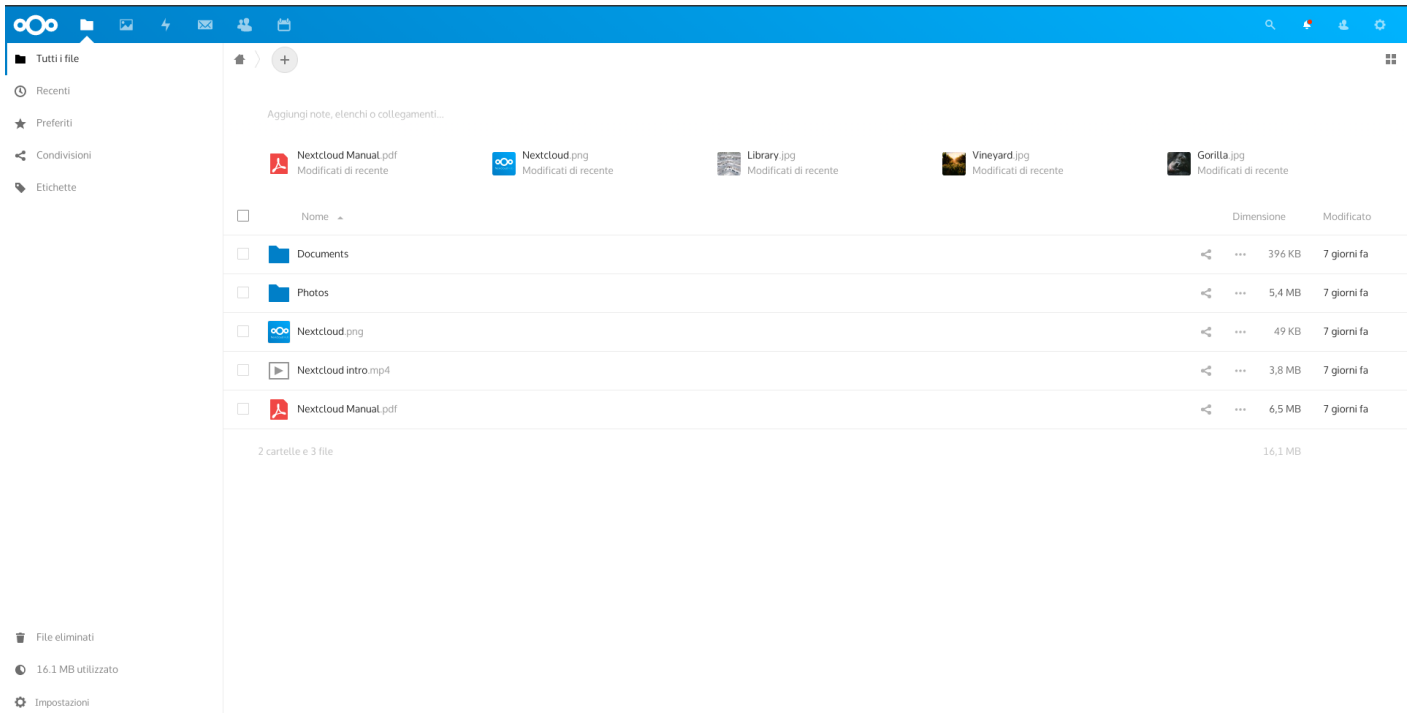 Tutti i file
Recenti
Preferiti
Condivisioni
Etichette
File eliminati
16.1 MB utilizzato
Impostazioni
Aggiungi note, elenchi o collegamenti...
Nextcloud Manual.pdf
Modificati di recente
Nextcloud.png
Modificati di recente
Library.jpg
Modificati di recente
Vineyard.jpg
Modificati di recente
Gorilla.jpg
Modificati di recente
Nome Dimensione Modificato
Documents 396 KB 7 giorni fa
Photos 5,4 MB 7 giorni fa
Nextcloud.png 49 KB 7 giorni fa
Nextcloud intro.mp4 3,8 MB 7 giorni fa
Nextcloud Manual.pdf 6,5 MB 7 giorni fa
2 cartelle e 3 file 16,1 MB